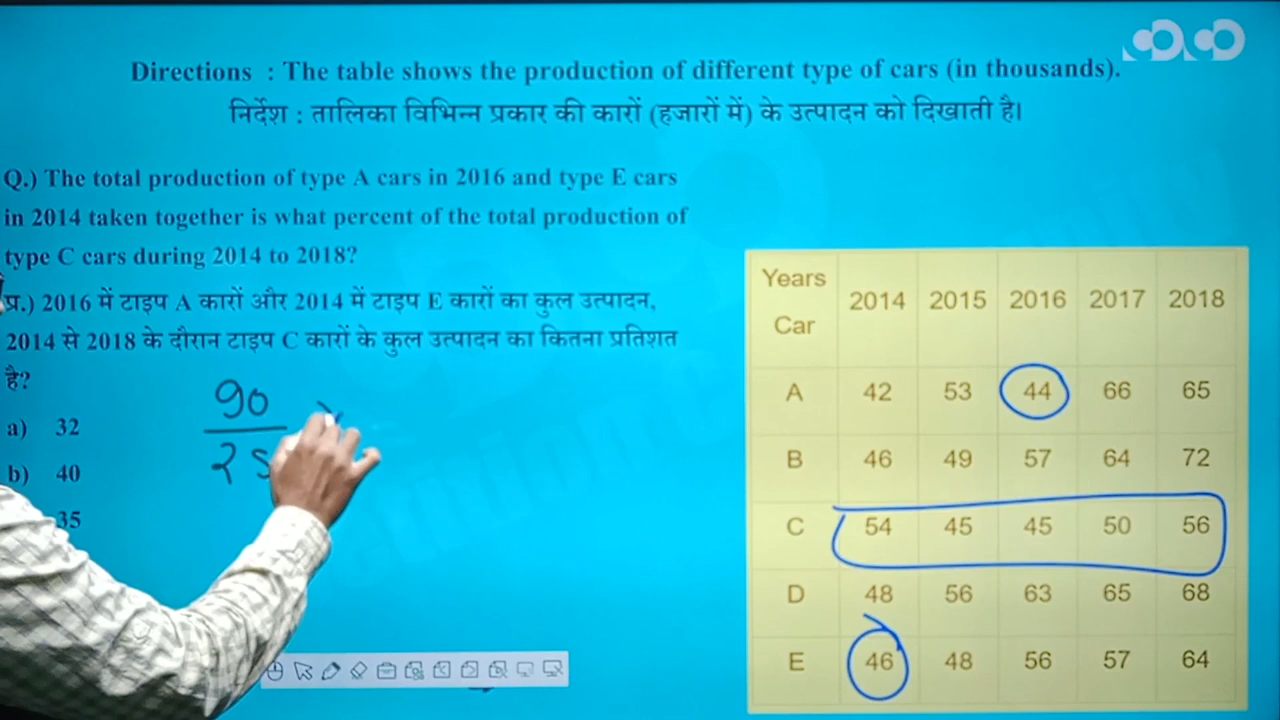 Directions : The table shows the production of different type of cars (in thousands).
निर्देश : तालिका विभिन्न प्रकार की कारों (हजारों में) के उत्पादन को दिखाती है।
Q.) The total production of type A cars in 2016 and type E cars
in 2014 taken together is what percent of the total production of
type C cars during 2014 to 2018?
प्र.) 2016 में टाइप A कारों और 2014 में टाइप E कारों का कुल उत्पादन,
2014 से 2018 के दौरान टाइप C कारों के कुल उत्पादन का कितना प्रतिशत
है?
a) 32
b) 40
35
90
25
Years
Car 2014 2015 2016 2017 2018
A 42 53 44 66 65
B 46 49 57 64 72
C 54 45 45 50 56
D 48 56 63 65 68
E 46 48 56 57 64